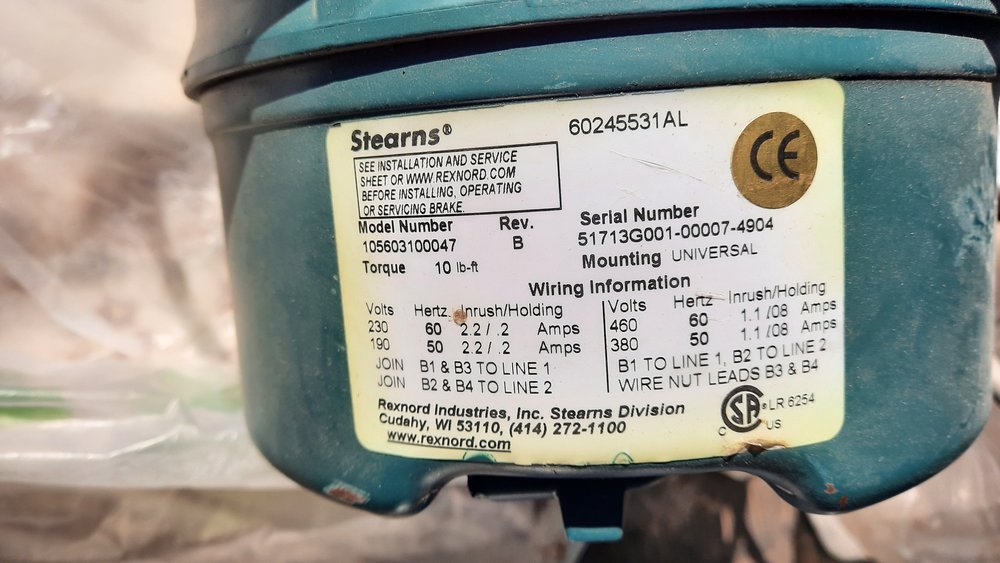 Stearns®
60245531AL
CE
SEE INSTALLATION AND SERVICE
SHEET OR WWW.REXNORD.COM
BEFORE INSTALLING, OPERATING
OR SERVICING BRAKE.
Model Number Rev. Serial Number
105603100047 B 51713G001-00007-4904
Torque 10 lb-ft Mounting UNIVERSAL
Wiring Information
Volts Hertz Inrush/Holding
230 60 2.2 / .2 Amps
190 50 2.2 / .2 Amps
JOIN B1 & B3 TO LINE 1
JOIN B2 & B4 TO LINE 2
Volts Hertz Inrush/Holding
460 60 1.1 /08 Amps
380 50 1.1 /08 Amps
B1 TO LINE 1, B2 TO LINE 2
WIRE NUT LEADS B3 & B4
Rexnord Industries, Inc. Stearns Division
Cudahy, WI 53110, (414) 272-1100
www.rexnord.com
C SA® US LR 6254